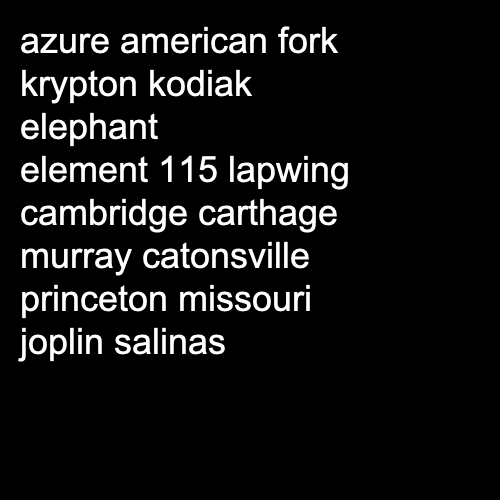 azure american fork
krypton kodiak
elephant
element 115 lapwing
cambridge carthage
murray catonsville
princeton missouri
joplin salinas